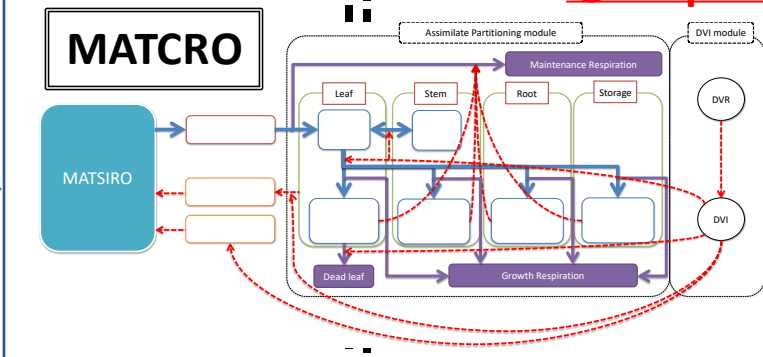 MATCRO
Assimilate Partitioning module
DVI module
Maintenance Respiration
Leaf
Stem
Root
Storage
DVR
MATSIRO
DVI
Dead leaf
Growth Respiration